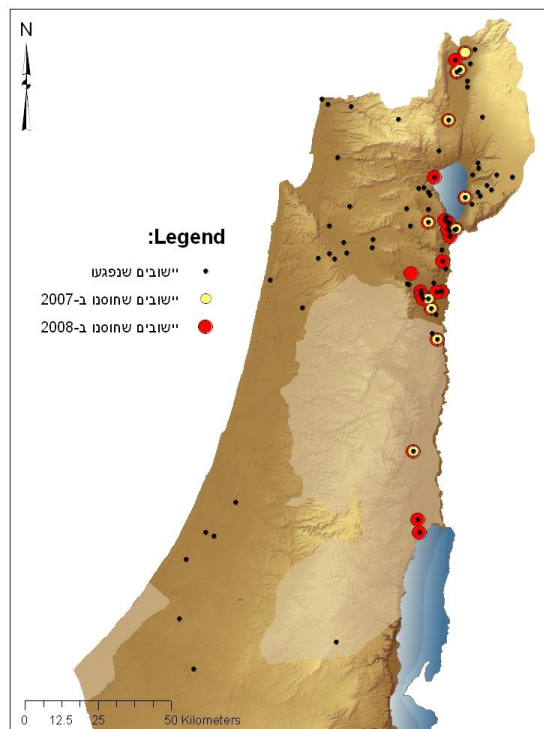 N
:Legend
יישובים שנפגעו
יישובים שחוסנו ב-2007
יישובים שחוסנו ב-2008
0 12.5 25 50 Kilometers